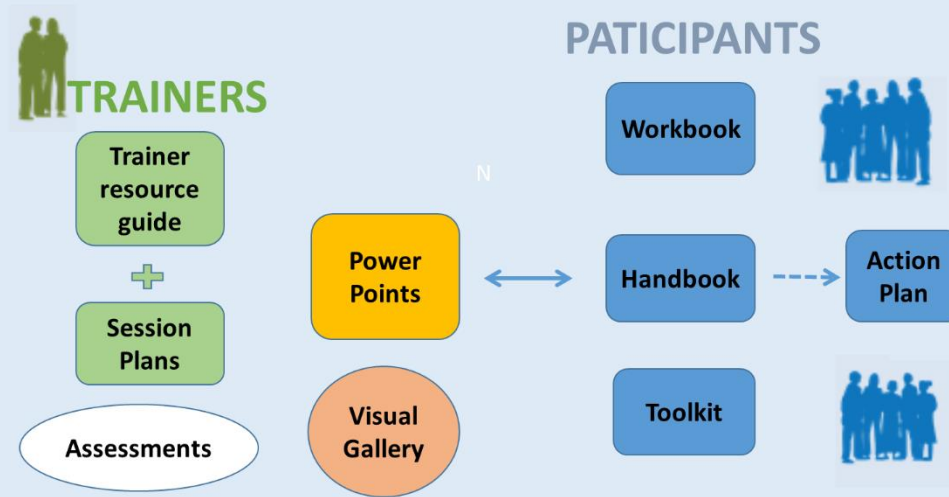 PATICIPANTS
TRAINERS
Trainer
resource
guide
Session
Plans
Assessments
N
Power
Points
Visual
Gallery
Workbook
Handbook
Toolkit
Action
Plan